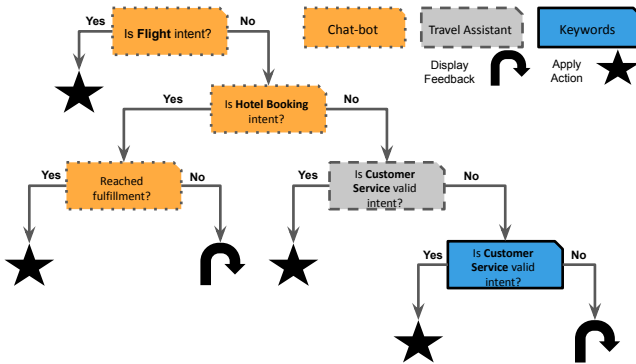 Yes
Is Flight intent?
No
Chat-bot
Travel Assistant
Keywords
Display
Feedback
Apply
Action
Yes
Is Hotel Booking
intent?
No
Yes
Reached
fulfillment?
No
Yes
Is Customer
Service valid
intent?
No
Yes
Is Customer
Service valid
intent?
No